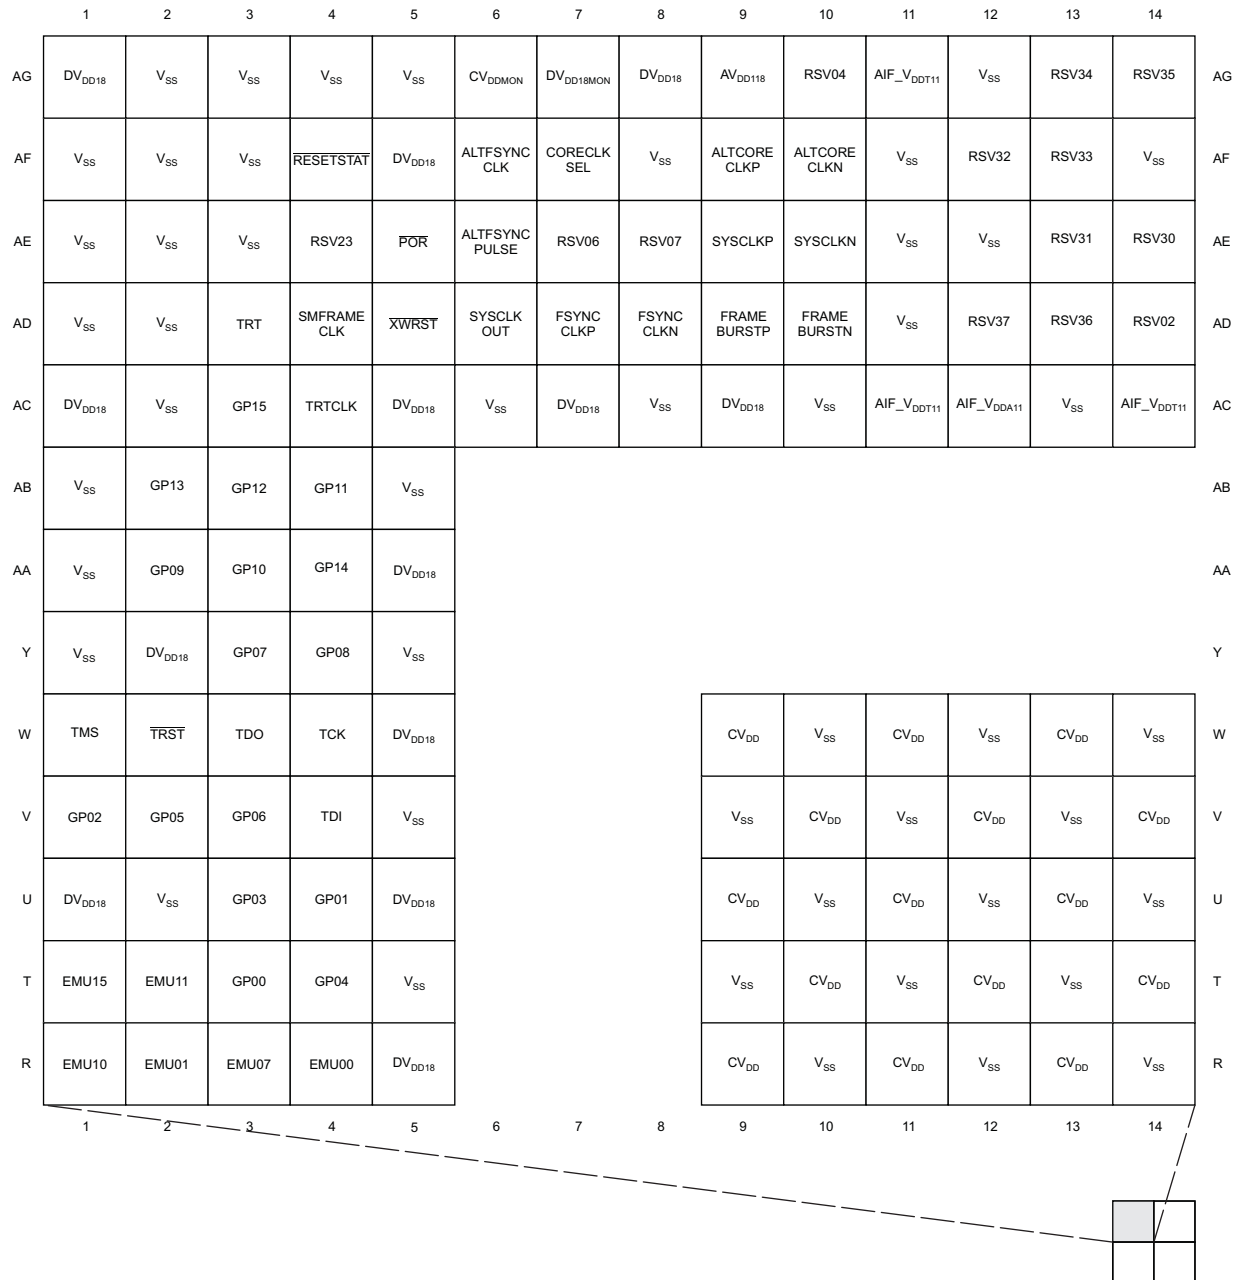 1 2 3 4 5 6 7 8 9 10 11 12 13 14
AG DVDD18 VSS VSS VSS VSS CVDDMON DVDD18MON DVDD18 AVDD118 RSV04 AIF_VDDT11 VSS RSV34 RSV35 AG
AF VSS VSS VSS RESETSTAT DVDD18 ALTFSYNC CLK CORECLK SEL VSS ALTCORE CLKP ALTCORE CLKN VSS RSV32 RSV33 VSS AF
AE VSS VSS VSS RSV23 POR ALTFSYNC PULSE RSV06 RSV07 SYSCLKP SYSCLKN VSS VSS RSV31 RSV30 AE
AD VSS VSS TRT SMFRAME CLK XWRST SYSCLK OUT FSYNC CLKP FSYNC CLKN FRAME BURSTP FRAME BURSTN VSS RSV37 RSV36 RSV02 AD
AC DVDD18 VSS GP15 TRTCLK DVDD18 VSS DVDD18 VSS DVDD18 VSS AIF_VDDT11 AIF_VDDA11 VSS AIF_VDDT11 AC
AB VSS GP13 GP12 GP11 VSS AB
AA VSS GP09 GP10 GP14 DVDD18 AA
Y VSS DVDD18 GP07 GP08 VSS Y
W TMS TRST TDO TCK DVDD18 CVDD VSS CVDD VSS CVDD VSS W
V GP02 GP05 GP06 TDI VSS VSS CVDD VSS CVDD VSS CVDD V
U DVDD18 VSS GP03 GP01 DVDD18 CVDD VSS CVDD VSS CVDD VSS U
T EMU15 EMU11 GP00 GP04 VSS VSS CVDD VSS CVDD VSS CVDD T
R EMU10 EMU01 EMU07 EMU00 DVDD18 CVDD VSS CVDD VSS CVDD VSS R
1 2 3 4 5 6 7 8 9 10 11 12 13 14